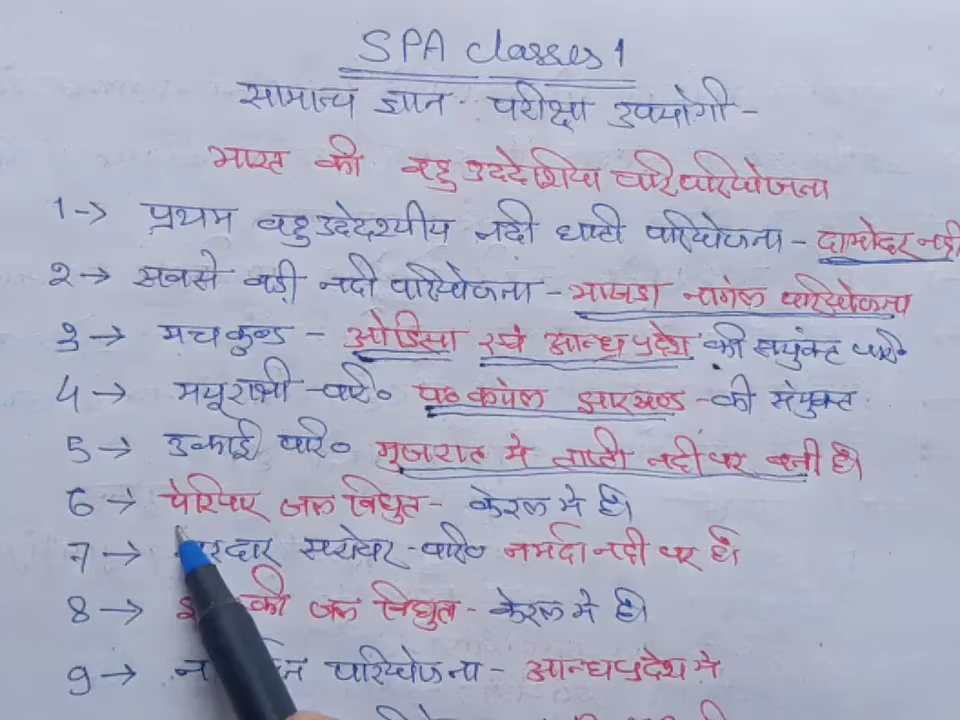 SPA classes 1
सामान्य ज्ञान - परीक्षा उपयोगी -
भारत की बहु उद्देशिय परिपरियोजना
1-> प्रथम बहु उद्देश्यीय नदी घाटी परियोजना - दामोदर नदी
2 -> सबसे बड़ी नदी परियोजना - भाखडा नांगल परियोजना
3 -> मचकुण्ड - ओडिसा एवं आन्ध्रप्रदेश की सयुंक्ट परि०
4 -> मयूराक्षी - परि० प० बंगाल झारखण्ड - की संयुक्ट
5 -> उकाई परि० गुजरात मे ताप्ती नदी पर बनी है।
6 -> पेरियार जल विधुत - केरल मे है।
7 -> सरदार सरोवर - परि० नर्मदा नदी पर है।
8 -> जल विधुत - केरल मे है।
9 -> परियोजना - आन्ध्रप्रदेश मे